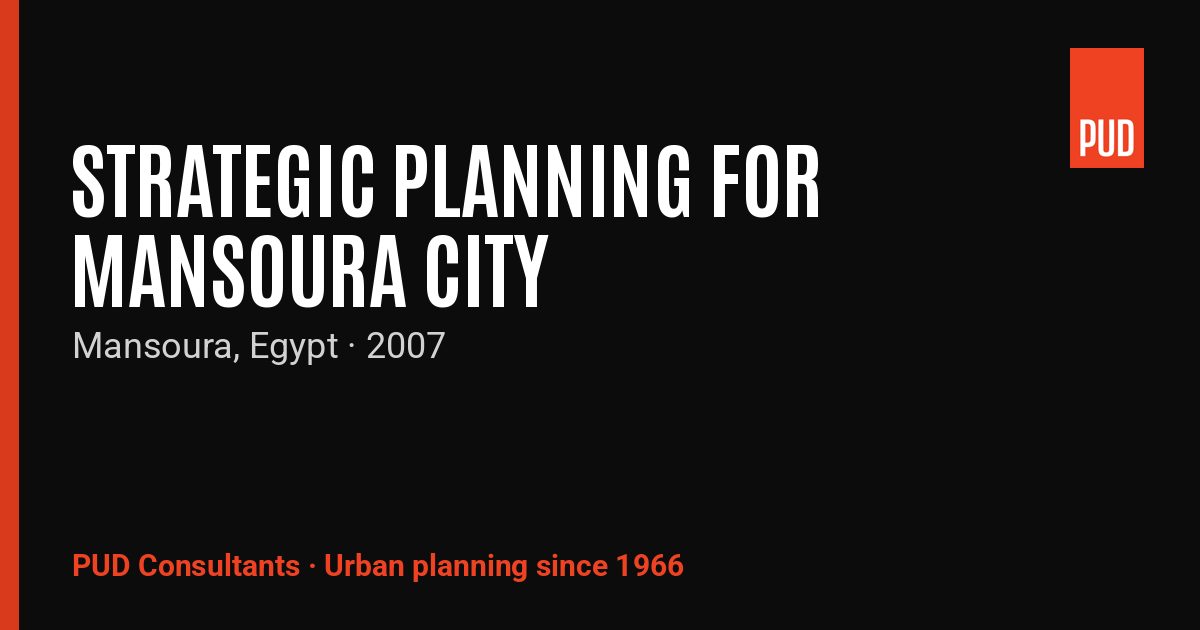 PUD
STRATEGIC PLANNING FOR
MANSOURA CITY
Mansoura, Egypt · 2007
PUD Consultants · Urban planning since 1966